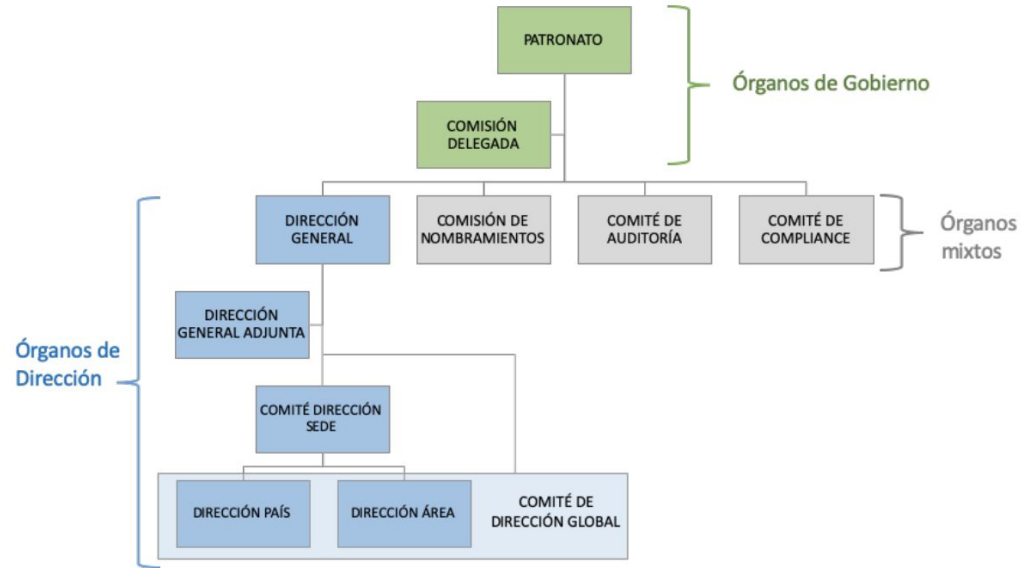 PATRONATO
Órganos de Gobierno
COMISIÓN
DELEGADA
DIRECCIÓN
GENERAL
COMISIÓN DE
NOMBRAMIENTOS
COMITÉ DE
AUDITORÍA
COMITÉ DE
COMPLIANCE
Órganos
mixtos
DIRECCIÓN
GENERAL ADJUNTA
Órganos de
Dirección
COMITÉ DIRECCIÓN
SEDE
DIRECCIÓN PAÍS
DIRECCIÓN ÁREA
COMITÉ DE
DIRECCIÓN GLOBAL